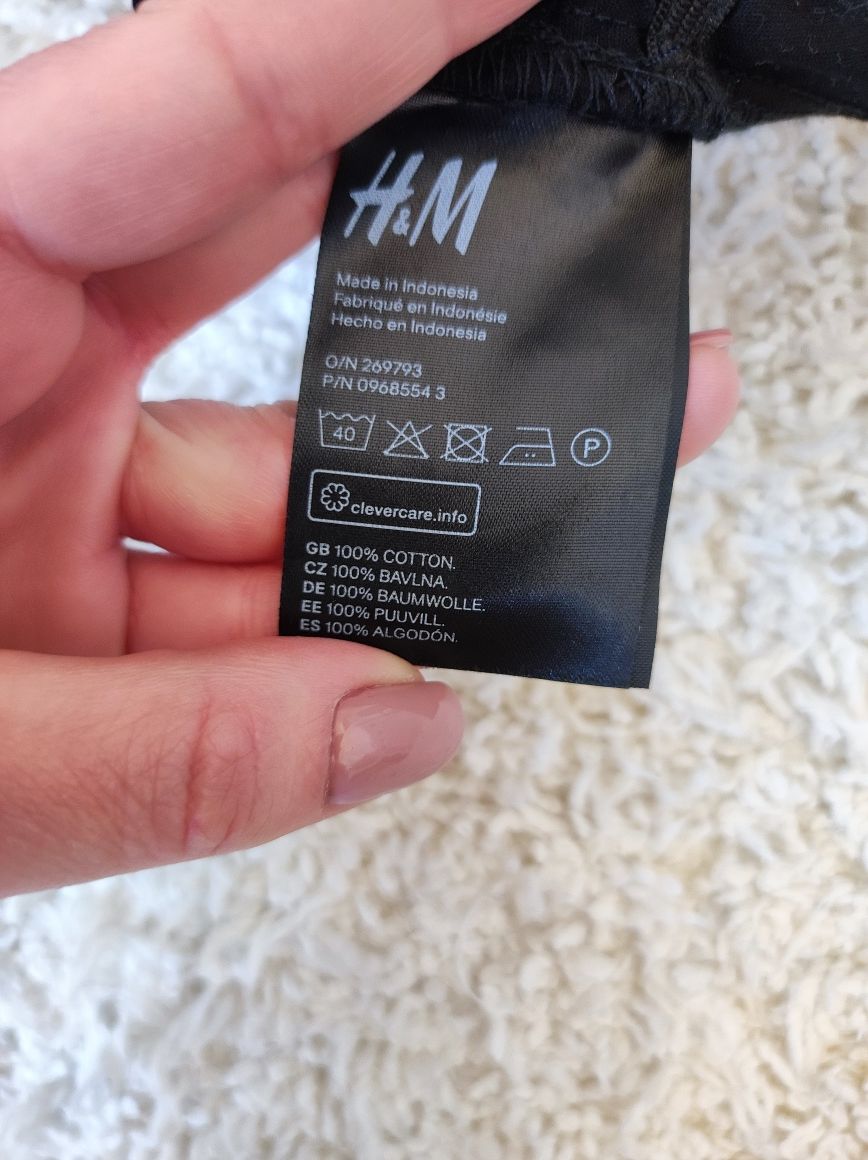 H&M
Made in Indonesia
Fabriqué en Indonésie
Hecho en Indonesia
O/N 269793
P/N 0968554 3
40 P
clevercare.info
GB 100% COTTON.
CZ 100% BAVLNA.
DE 100% BAUMWOLLE.
EE 100% PUUVILL.
ES 100% ALGODÓN.